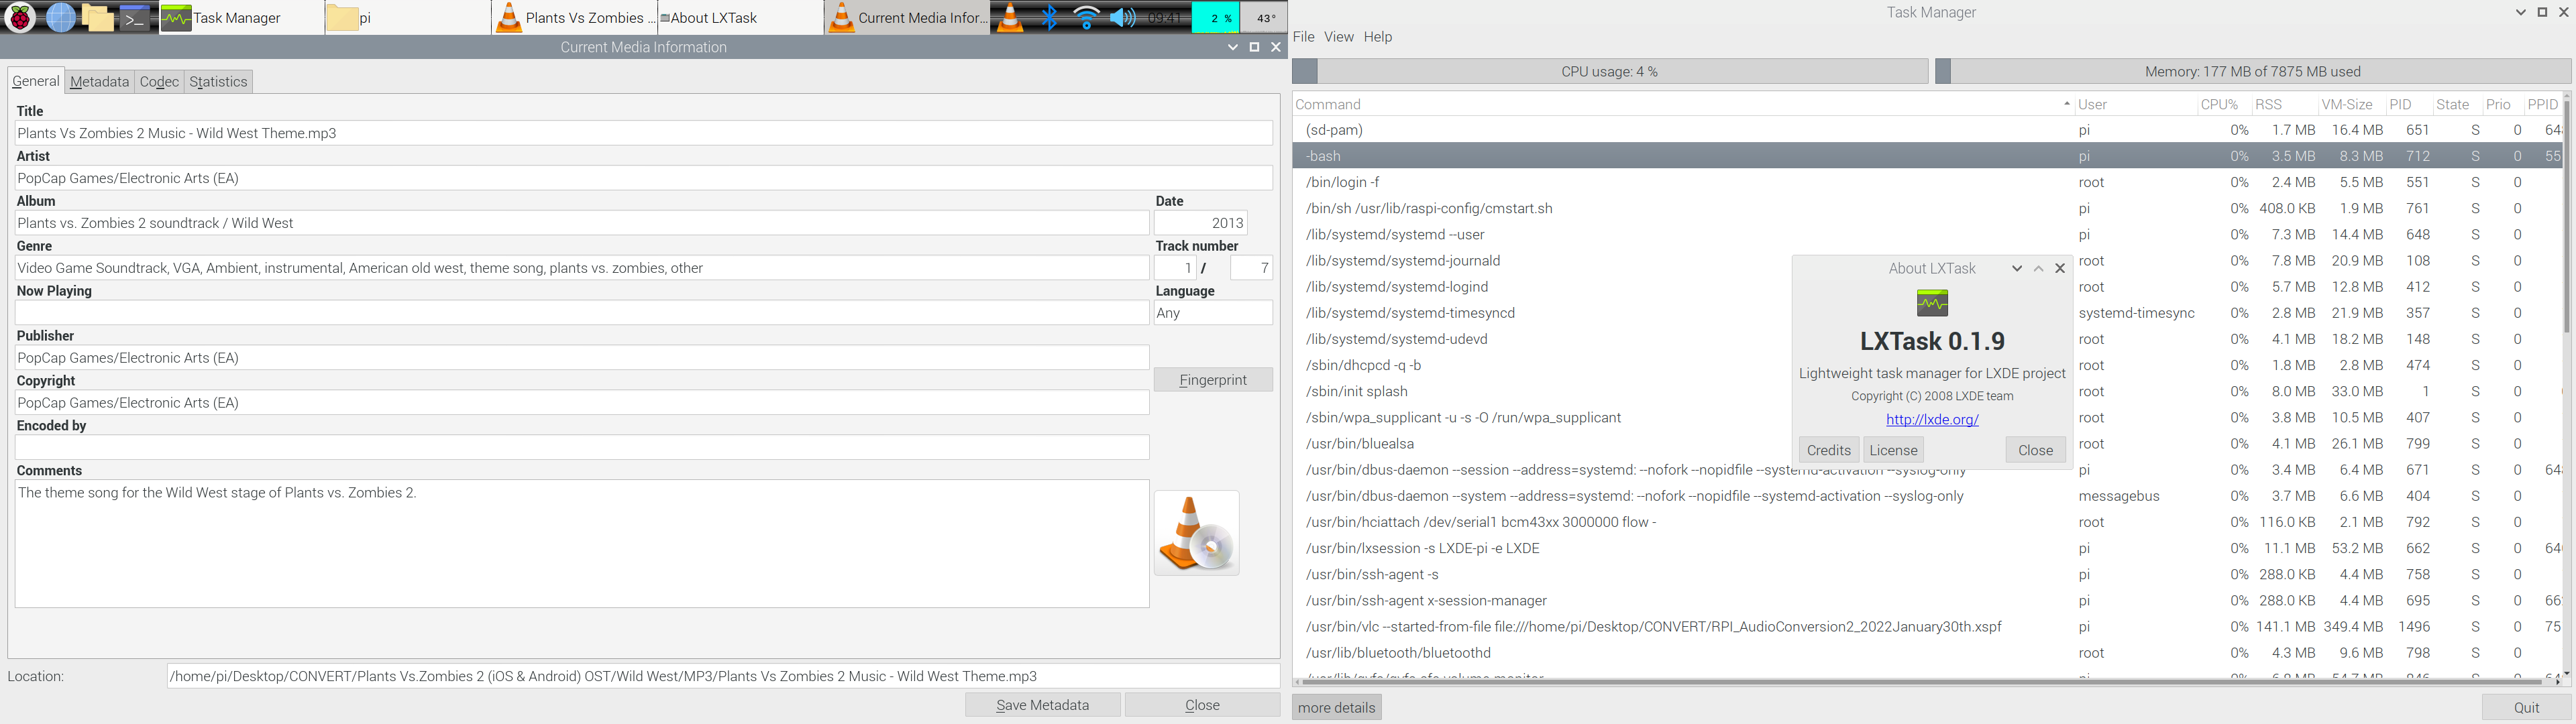 Task Manager
pi
Plants Vs Zombies ...
About LXTask
Current Media Infor...
09:41
2 %
43°
Current Media Information
General Metadata Codec Statistics
Title
Plants Vs Zombies 2 Music - Wild West Theme.mp3
Artist
PopCap Games/Electronic Arts (EA)
Album
Date
Plants vs. Zombies 2 soundtrack / Wild West
2013
Genre
Track number
Video Game Soundtrack, VGA, Ambient, instrumental, American old west, theme song, plants vs. zombies, other
1 / 7
Now Playing
Language
Any
Publisher
PopCap Games/Electronic Arts (EA)
Fingerprint
Copyright
PopCap Games/Electronic Arts (EA)
Encoded by
Comments
The theme song for the Wild West stage of Plants vs. Zombies 2.
Location:
/home/pi/Desktop/CONVERT/Plants Vs.Zombies 2 (iOS & Android) OST/Wild West/MP3/Plants Vs Zombies 2 Music - Wild West Theme.mp3
Save Metadata
Close
Task Manager
File View Help
CPU usage: 4 %
Memory: 177 MB of 7875 MB used
Command User CPU% RSS VM-Size PID State Prio PPID
(sd-pam) pi 0% 1.7 MB 16.4 MB 651 S 0 64
-bash pi 0% 3.5 MB 8.3 MB 712 S 0 55
/bin/login -f root 0% 2.4 MB 5.5 MB 551 S 0
/bin/sh /usr/lib/raspi-config/cmstart.sh pi 0% 408.0 KB 1.9 MB 761 S 0
/lib/systemd/systemd --user pi 0% 7.3 MB 14.4 MB 648 S 0
/lib/systemd/systemd-journald root 0% 7.8 MB 20.9 MB 108 S 0
/lib/systemd/systemd-logind root 0% 5.7 MB 12.8 MB 412 S 0
/lib/systemd/systemd-timesyncd systemd-timesync 0% 2.8 MB 21.9 MB 357 S 0
/lib/systemd/systemd-udevd root 0% 4.1 MB 18.2 MB 148 S 0
/sbin/dhcpcd -q -b root 0% 1.8 MB 2.8 MB 474 S 0
/sbin/init splash root 0% 8.0 MB 33.0 MB 1 S 0
/sbin/wpa_supplicant -u -s -O /run/wpa_supplicant root 0% 3.8 MB 10.5 MB 407 S 0
/usr/bin/bluealsa root 0% 4.1 MB 26.1 MB 799 S 0
/usr/bin/dbus-daemon --session --address=systemd: --nofork --nopidfile --systemd-activation --syslog-only pi 0% 3.4 MB 6.4 MB 671 S 0 64
/usr/bin/dbus-daemon --system --address=systemd: --nofork --nopidfile --systemd-activation --syslog-only messagebus 0% 3.7 MB 6.6 MB 404 S 0
/usr/bin/hciattach /dev/serial1 bcm43xx 3000000 flow - root 0% 116.0 KB 2.1 MB 792 S 0
/usr/bin/lxsession -s LXDE-pi -e LXDE pi 0% 11.1 MB 53.2 MB 662 S 0 64
/usr/bin/ssh-agent -s pi 0% 288.0 KB 4.4 MB 758 S 0
/usr/bin/ssh-agent x-session-manager pi 0% 288.0 KB 4.4 MB 695 S 0 66
/usr/bin/vlc --started-from-file file:///home/pi/Desktop/CONVERT/RPI_AudioConversion2_2022January30th.xspf pi 0% 141.1 MB 349.4 MB 1496 S 0 75
/usr/lib/bluetooth/bluetoothd root 0% 4.3 MB 9.6 MB 798 S 0
About LXTask
LXTask 0.1.9
Lightweight task manager for LXDE project
Copyright (C) 2008 LXDE team
http://lxde.org/
Credits License Close
more details
Quit